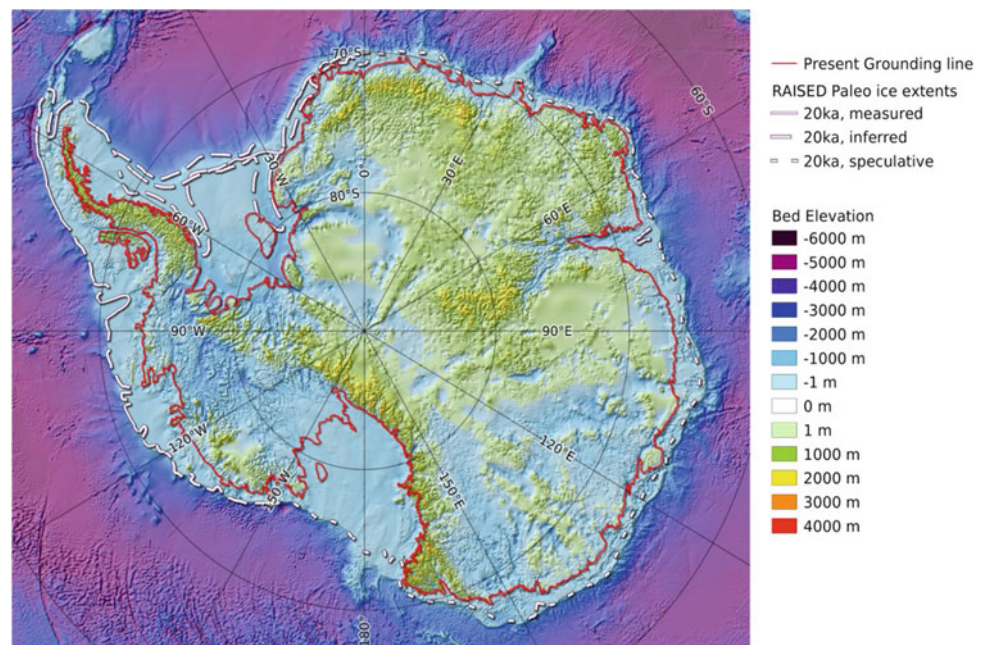 70°S
60°S
30°W
0°
30°E
80°S
60°W
60°E
90°W
90°E
120°W
120°E
150°W
150°E
180°
Present Grounding line
RAISED Paleo ice extents
20ka, measured
20ka, inferred
20ka, speculative
Bed Elevation
-6000 m
-5000 m
-4000 m
-3000 m
-2000 m
-1000 m
-1 m
0 m
1 m
1000 m
2000 m
3000 m
4000 m